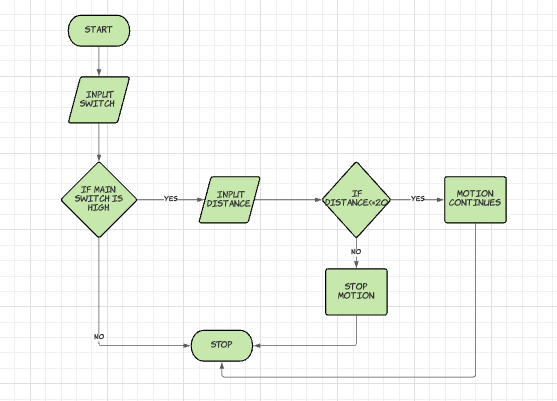 START
INPUT
SWITCH
IF MAIN
SWITCH IS
HIGH
YES
INPUT
DISTANCE
IF
DISTANCE<=20
YES
MOTION
CONTINUES
NO
STOP
MOTION
NO
STOP